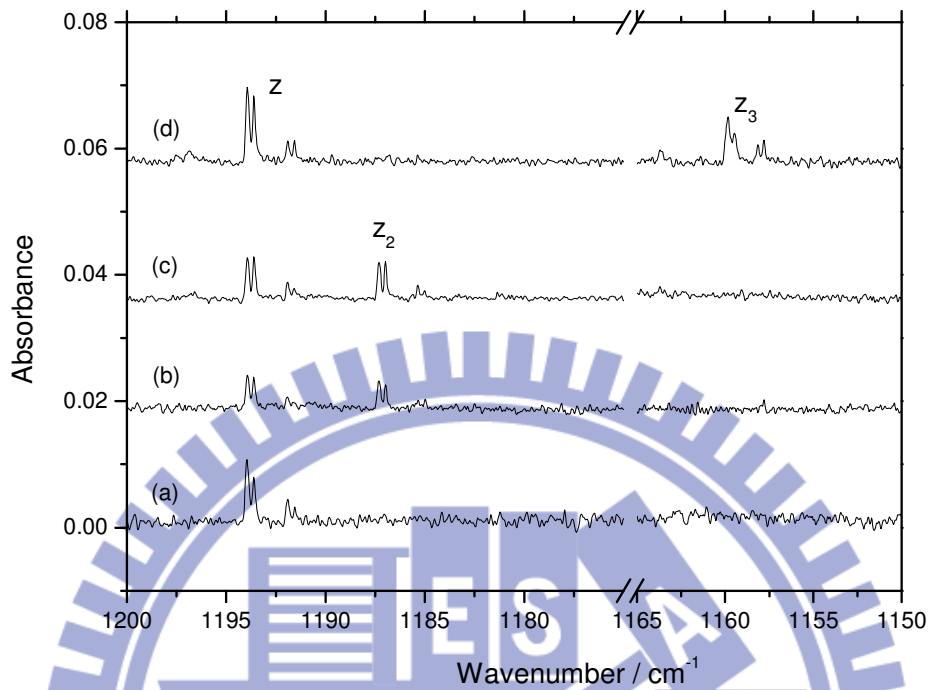 0.08
0.06
0.04
0.02
0.00
Absorbance
(d)
z
z3
(c)
z2
(b)
(a)
ESA
1200 1195 1190 1185 1180 1165 1160 1155 1150
Wavenumber / cm-1